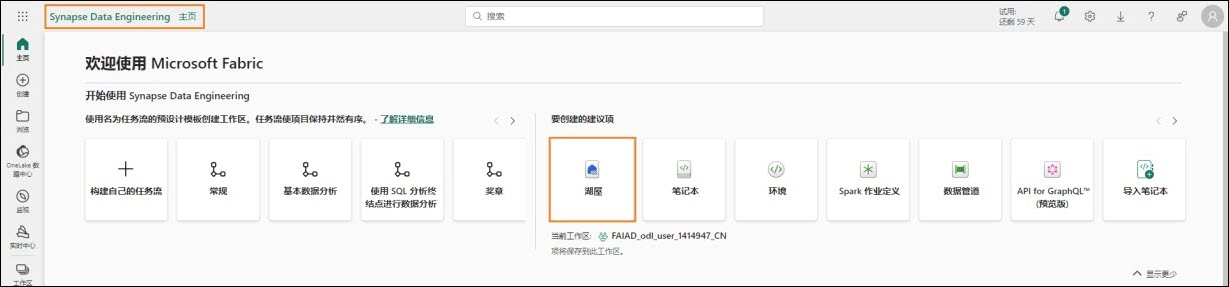 Synapse Data Engineering 主页
搜索
试用:
还剩 59 天
1
主页
创建
浏览
OneLake 数
据中心
监视
实时中心
工作区
欢迎使用 Microsoft Fabric
开始使用 Synapse Data Engineering
使用名为任务流的预设计模板创建工作区。任务流使项目保持井然有序。 - 了解详细信息
构建自己的任务流
常规
基本数据分析
使用 SQL 分析终
结点进行数据分析
奖章
要创建的建议项
湖屋
笔记本
环境
Spark 作业定义
数据管道
API for GraphQL™
(预览版)
导入笔记本
当前工作区: FAIAD_odl_user_1414947_CN
项将保存到此工作区。
显示更少